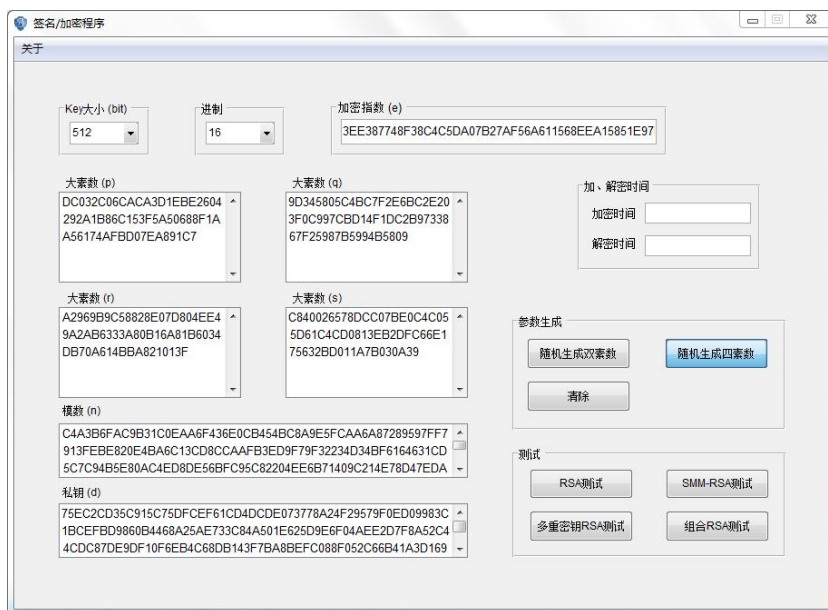 签名/加密程序
关于
Key大小 (bit)
进制
加密指数 (e)
512
16
3EE387748F38C4C5DA07B27AF56A611568EEA15851E97
大素数 (p)
大素数 (q)
加、解密时间
DC032C06CACA3D1EBE2604
292A1B86C153F5A50688F1A
A56174AFBD07EA891C7
9D345805C4BC7F2E6BC2E20
3F0C997CBD14F1DC2B97338
67F25987B5994B5809
加密时间
解密时间
大素数 (r)
大素数 (s)
A2969B9C58828E07D804EE4
9A2AB6333A80B16A81B6034
DB70A614BBA821013F
C840026578DCC07BE0C4C05
5D61C4CD0813EB2DFC66E1
75632BD011A7B030A39
参数生成
随机生成双素数
随机生成四素数
清除
模数 (n)
C4A3B6FAC9B31C0EAA6F436E0CB454BC8A9E5FCAA6A87289597FF7
913FEBE820E4BA6C13CD8CCAAFB3ED9F79F32234D34BF6164631CD
5C7C94B5E80AC4ED8DE56BFC95C82204EE6B71409C214E78D47EDA
私钥 (d)
75EC2CD35C915C75DFCEF61CD4DCDE073778A24F29579F0ED09983C
1BCEFBD9860B4468A25AE733C84A501E625D9E6F04AEE2D7F8A52C4
4CDC87DE9DF10F6EB4C68DB143F7BA8BEFC088F052C66B41A3D169
测试
RSA测试
SMM-RSA测试
多重密钥RSA测试
组合RSA测试